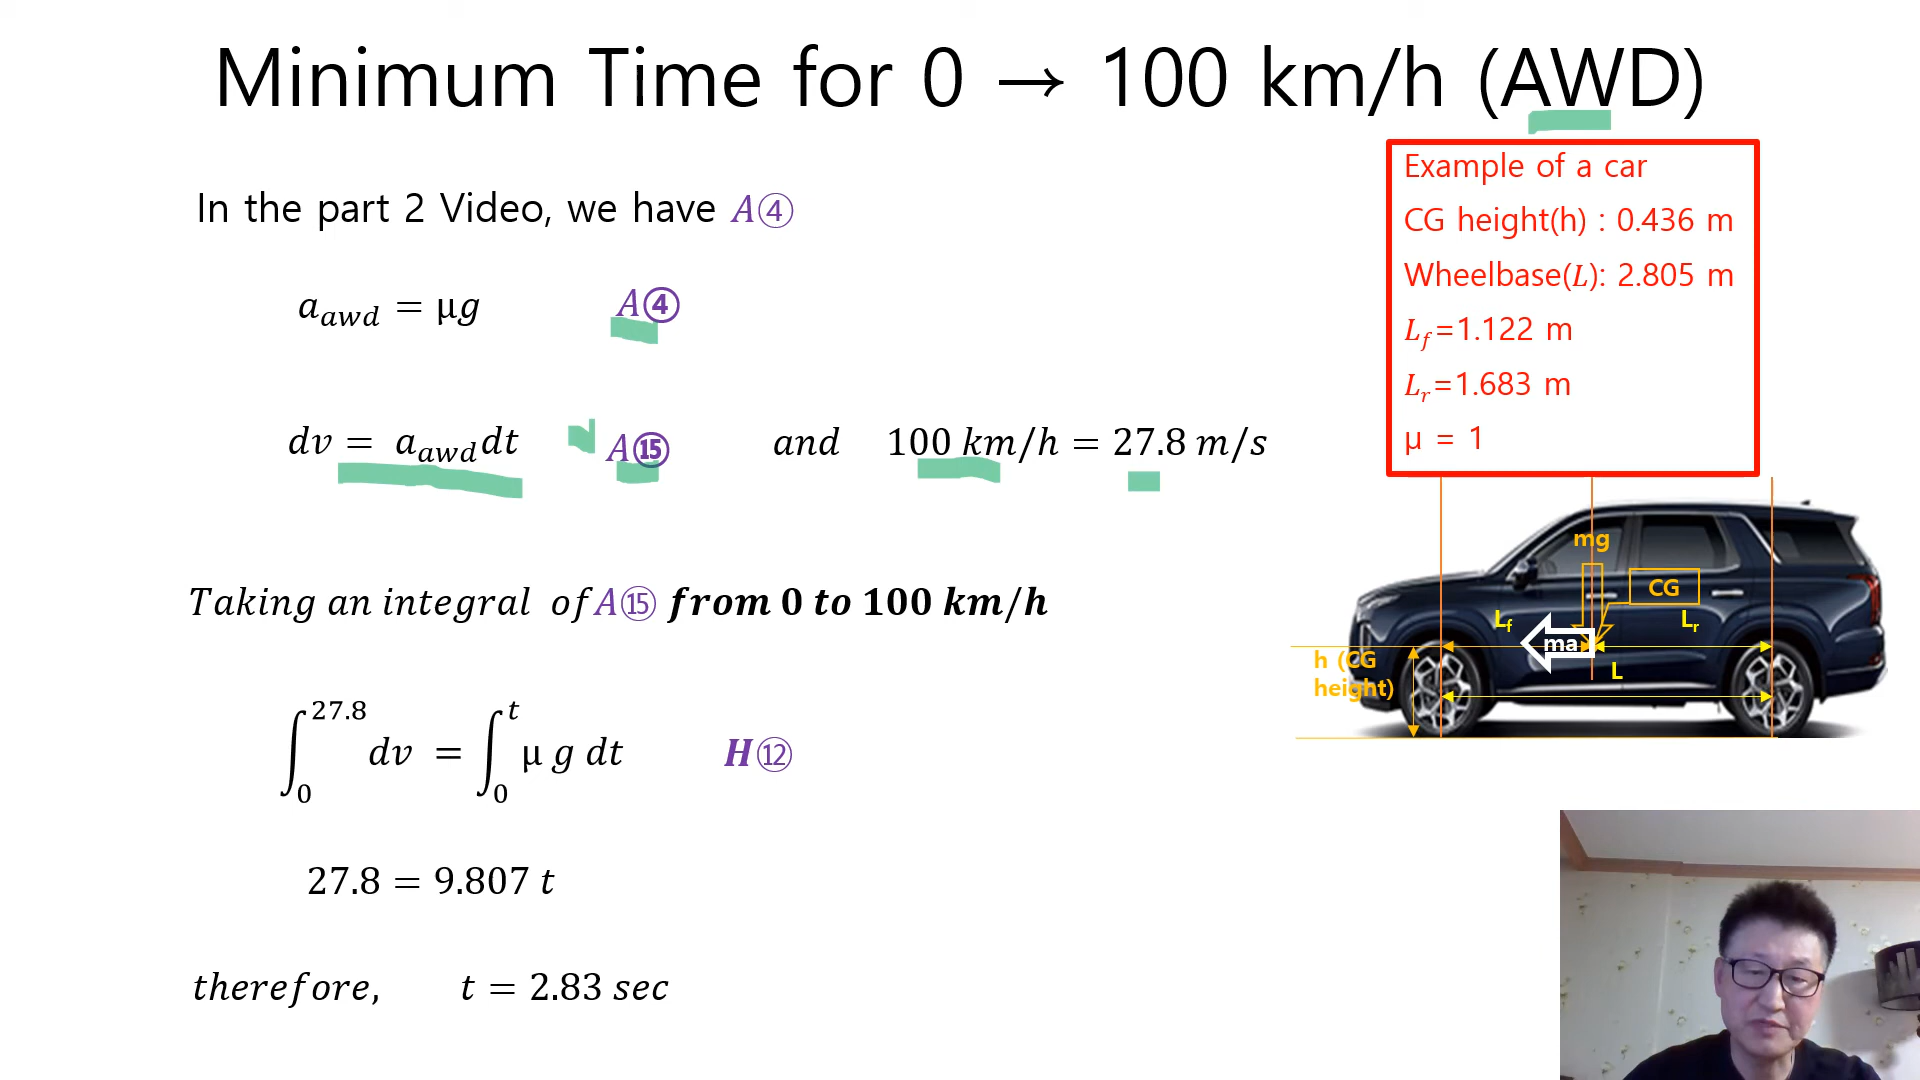 Minimum Time for 0 → 100 km/h (AWD)
In the part 2 Video, we have A④
a_awd = μg A④
dv = a_awd dt A⑮ and 100 km/h = 27.8 m/s
Taking an integral of A⑮ from 0 to 100 km/h
∫₀^27.8 dv = ∫₀^t μ g dt H⑫
27.8 = 9.807 t
therefore, t = 2.83 sec
Example of a car
CG height(h) : 0.436 m
Wheelbase(L): 2.805 m
L_f=1.122 m
L_r=1.683 m
μ = 1
mg
CG
L_f
L_r
ma
h (CG
height)
L